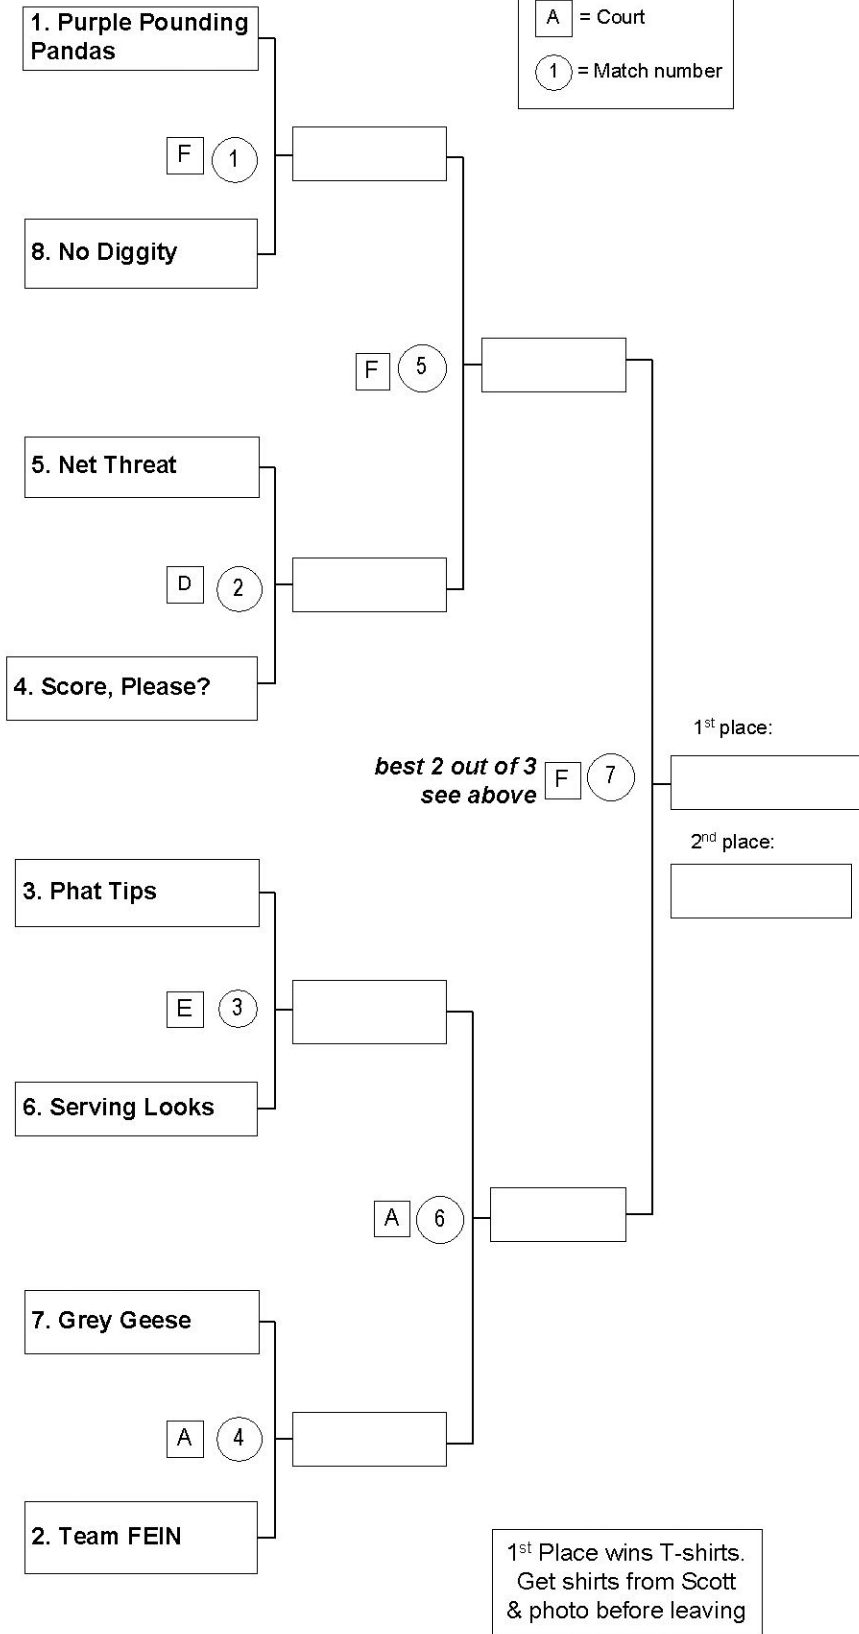 A = Court
1 = Match number
1. Purple Pounding
Pandas
F 1
8. No Diggity
F 5
5. Net Threat
D 2
4. Score, Please?
1st place:
best 2 out of 3
see above
F 7
2nd place:
3. Phat Tips
E 3
6. Serving Looks
A 6
7. Grey Geese
A 4
2. Team FEIN
1st Place wins T-shirts.
Get shirts from Scott
& photo before leaving